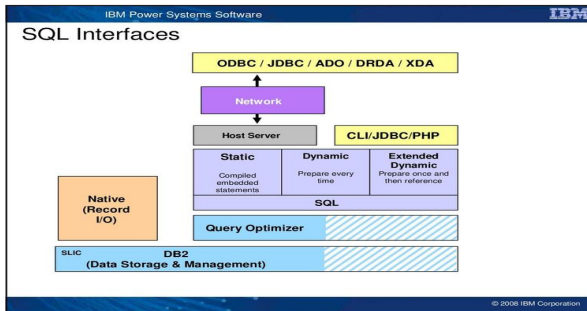 IBM Power Systems Software
IBM
SQL Interfaces
ODBC / JDBC / ADO / DRDA / XDA
Network
Host Server
CLI/JDBC/PHP
Static
Compiled
embedded
statements
Dynamic
Prepare every
time
Extended
Dynamic
Prepare once and
then reference
SQL
Native
(Record
I/O)
Query Optimizer
SLIC
DB2
(Data Storage & Management)
© 2008 IBM Corporation